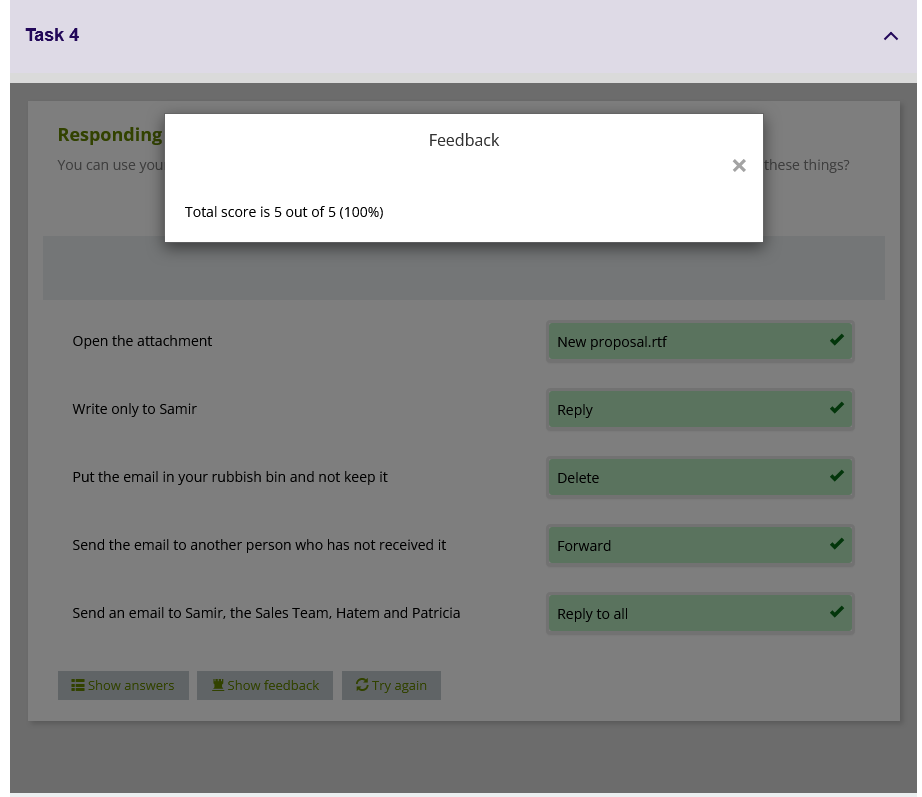 Task 4
Feedback
Responding
You can use your these things?
Total score is 5 out of 5 (100%)
Open the attachment New proposal.rtf
Write only to Samir Reply
Put the email in your rubbish bin and not keep it Delete
Send the email to another person who has not received it Forward
Send an email to Samir, the Sales Team, Hatem and Patricia Reply to all
Show answers Show feedback Try again